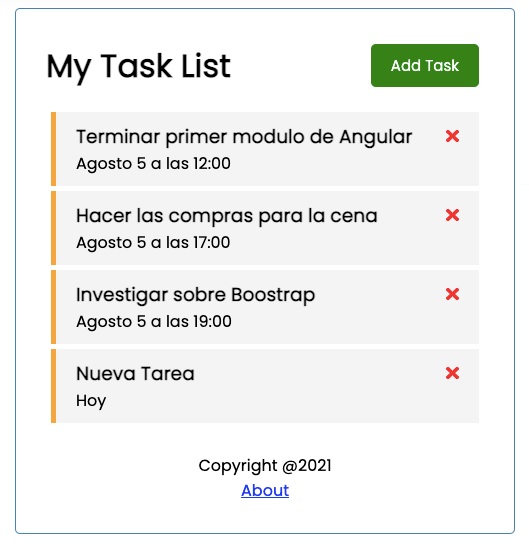 My Task List
Add Task
Terminar primer modulo de Angular
Agosto 5 a las 12:00
Hacer las compras para la cena
Agosto 5 a las 17:00
Investigar sobre Boostrap
Agosto 5 a las 19:00
Nueva Tarea
Hoy
Copyright @2021
About